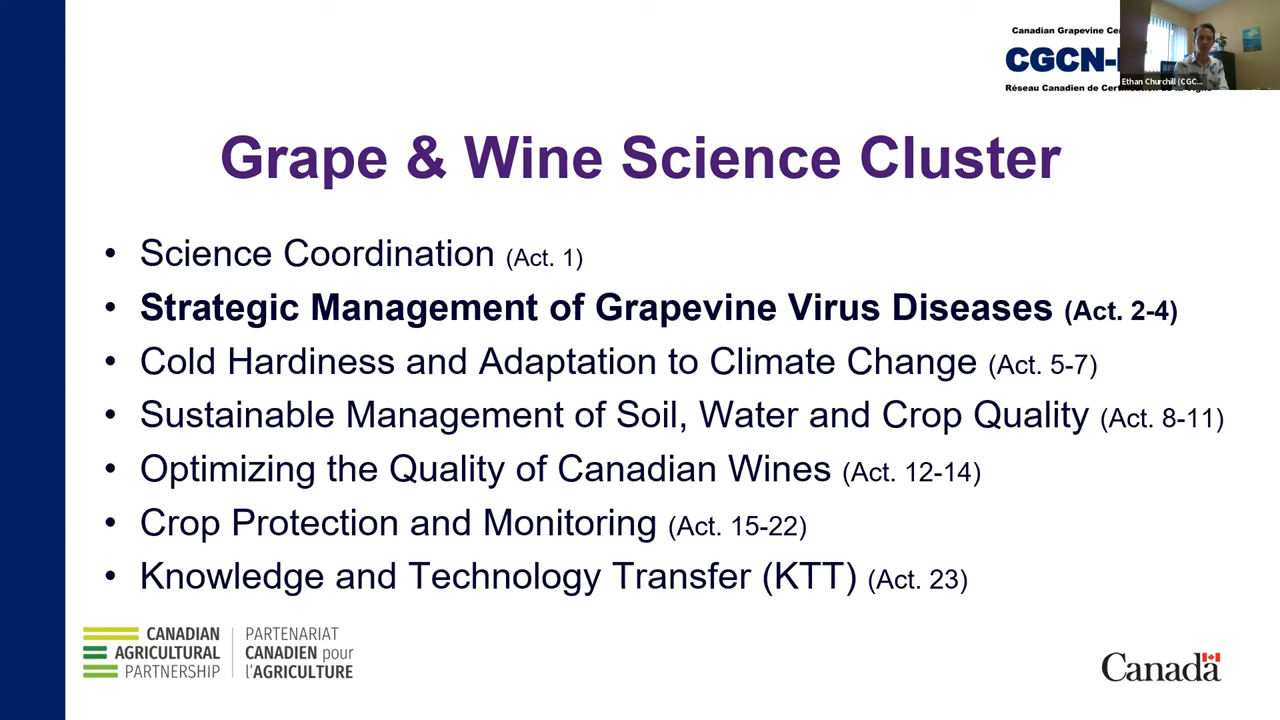 Canadian Grapevine Ce
CGCN-
Réseau Canadien de Certification de la Vigne
Ethan Churchill (CGC...
Grape & Wine Science Cluster
• Science Coordination (Act. 1)
• Strategic Management of Grapevine Virus Diseases (Act. 2-4)
• Cold Hardiness and Adaptation to Climate Change (Act. 5-7)
• Sustainable Management of Soil, Water and Crop Quality (Act. 8-11)
• Optimizing the Quality of Canadian Wines (Act. 12-14)
• Crop Protection and Monitoring (Act. 15-22)
• Knowledge and Technology Transfer (KTT) (Act. 23)
CANADIAN
AGRICULTURAL
PARTNERSHIP
PARTENARIAT
CANADIEN pour
l'AGRICULTURE
Canada